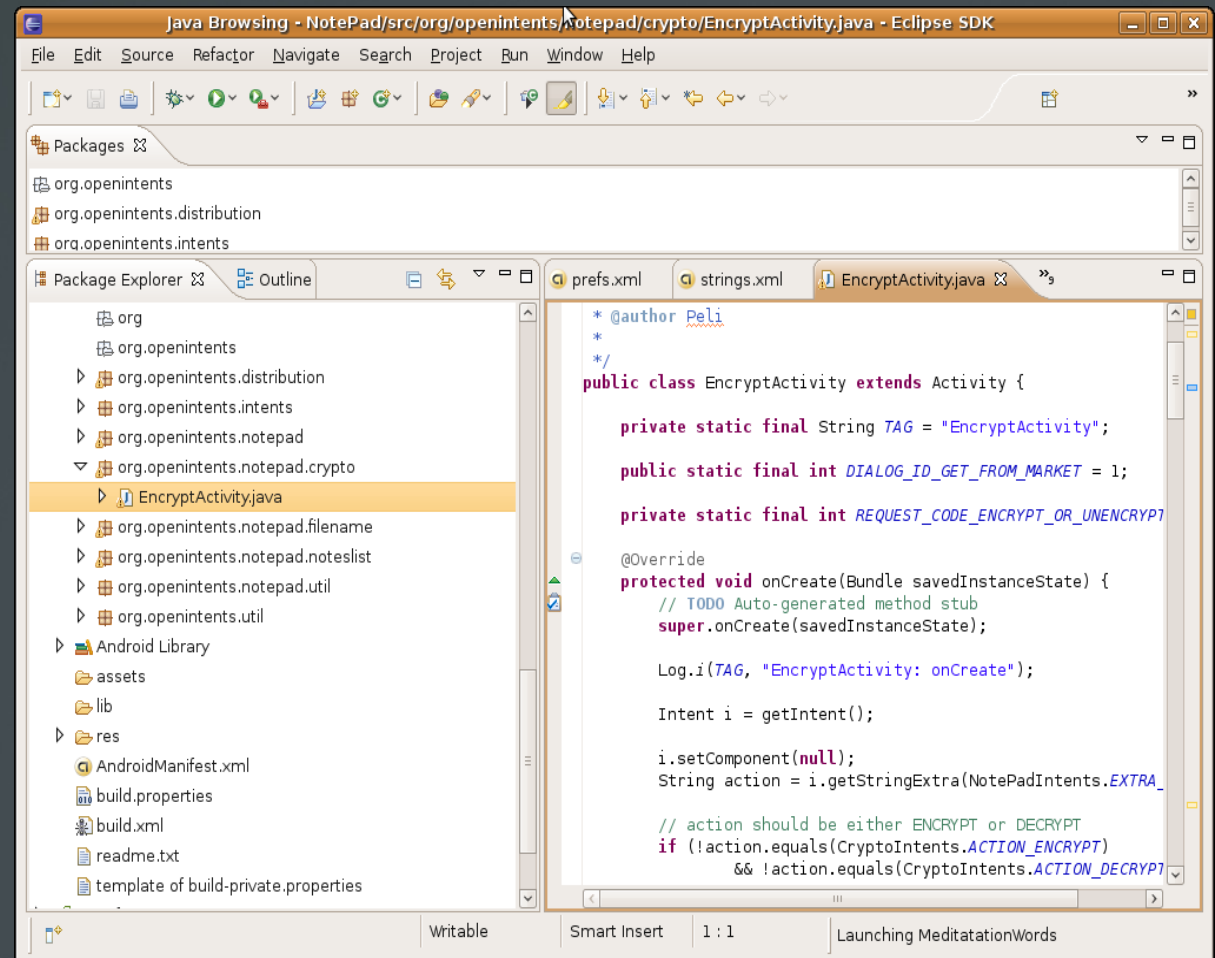 Java Browsing - NotePad/src/org/openintents/notepad/crypto/EncryptActivity.java - Eclipse SDK
File Edit Source Refactor Navigate Search Project Run Window Help
Packages
org.openintents
org.openintents.distribution
org.openintents.intents
Package Explorer Outline
org
org.openintents
org.openintents.distribution
org.openintents.intents
org.openintents.notepad
org.openintents.notepad.crypto
EncryptActivity.java
org.openintents.notepad.filename
org.openintents.notepad.noteslist
org.openintents.notepad.util
org.openintents.util
Android Library
assets
lib
res
AndroidManifest.xml
build.properties
build.xml
readme.txt
template of build-private.properties
prefs.xml strings.xml EncryptActivity.java »9
* @author Peli
*
*/
public class EncryptActivity extends Activity {
private static final String TAG = "EncryptActivity";
public static final int DIALOG_ID_GET_FROM_MARKET = 1;
private static final int REQUEST_CODE_ENCRYPT_OR_UNENCRYPT
@Override
protected void onCreate(Bundle savedInstanceState) {
// TODO Auto-generated method stub
super.onCreate(savedInstanceState);
Log.i(TAG, "EncryptActivity: onCreate");
Intent i = getIntent();
i.setComponent(null);
String action = i.getStringExtra(NotePadIntents.EXTRA_
// action should be either ENCRYPT or DECRYPT
if (!action.equals(CryptoIntents.ACTION_ENCRYPT)
&& !action.equals(CryptoIntents.ACTION_DECRYPT
Writable Smart Insert 1 : 1 Launching MeditatationWords